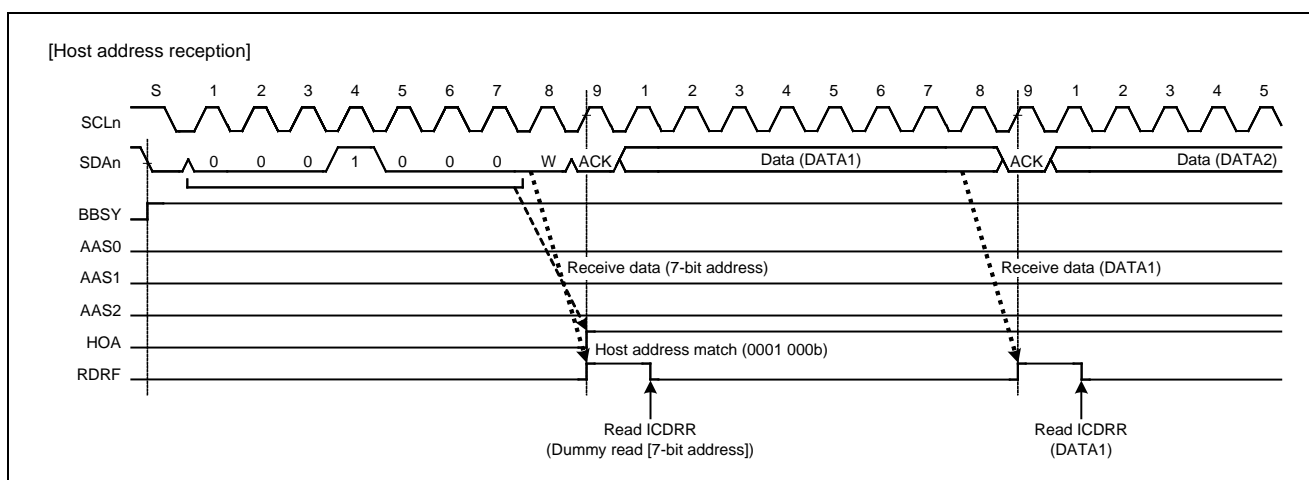 [Host address reception]
S 1 2 3 4 5 6 7 8 9 1 2 3 4 5 6 7 8 9 1 2 3 4 5
SCLn
SDAn 0 0 0 1 0 0 0 W ACK Data (DATA1) ACK Data (DATA2)
BBSY
AAS0
Receive data (7-bit address) Receive data (DATA1)
AAS1
AAS2
HOA
Host address match (0001 000b)
RDRF
Read ICDRR Read ICDRR
(Dummy read [7-bit address]) (DATA1)